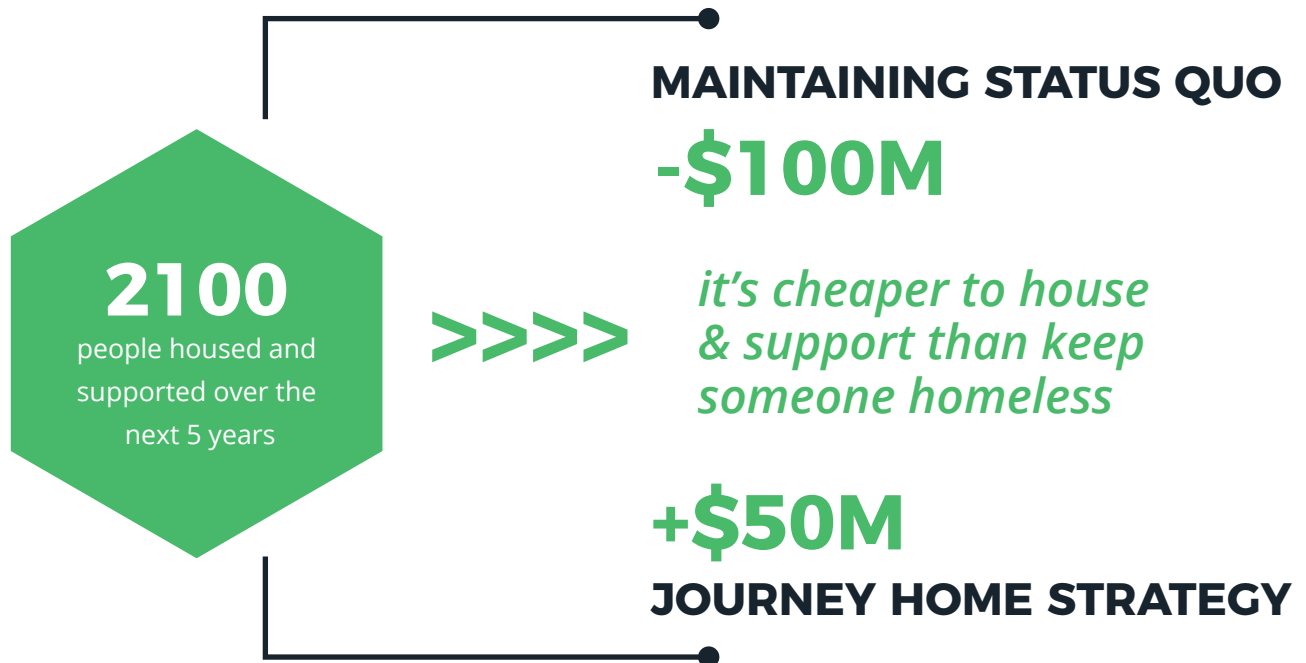 MAINTAINING STATUS QUO
-$100M
2100
people housed and
supported over the
next 5 years
>>>>
it’s cheaper to house
& support than keep
someone homeless
+$50M
JOURNEY HOME STRATEGY